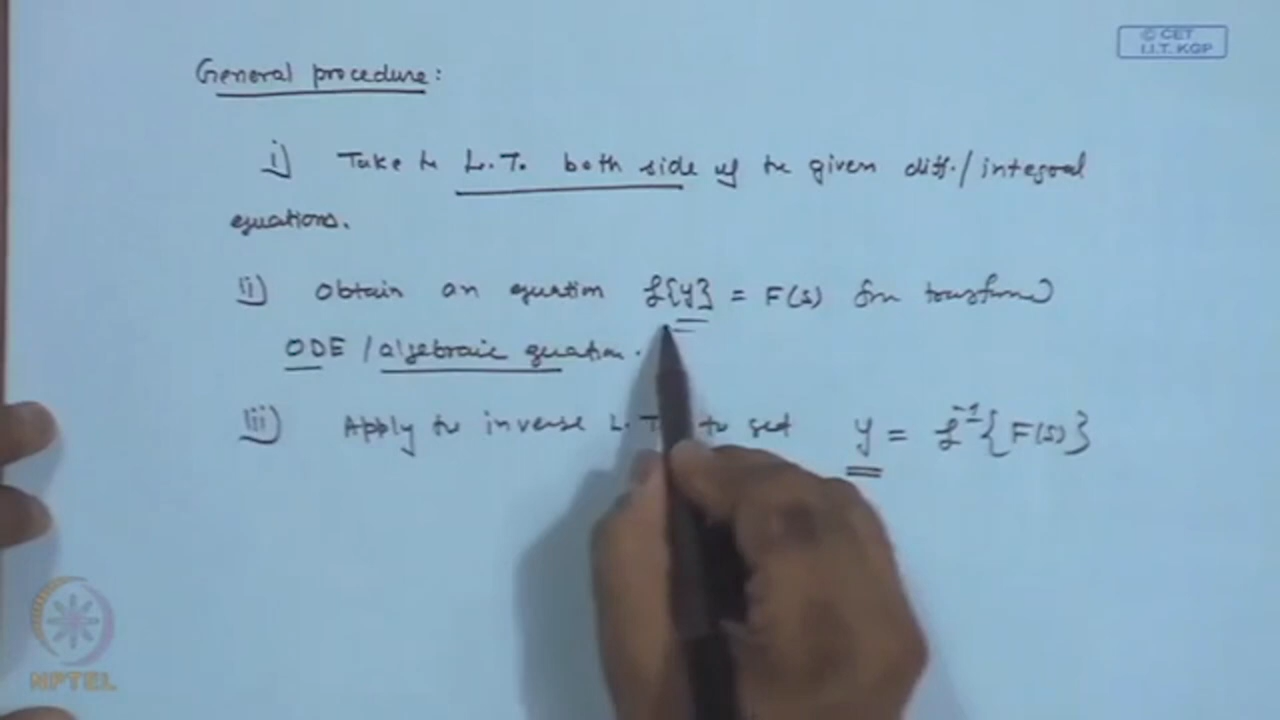 © CET
I.I.T. KGP
General procedure:
i) Take the L.T. both side of the given diff./integral
equations.
ii) Obtain an equation ℒ{y} = F(s) from transformed
ODE / algebraic equation.
iii) Apply the inverse L.T. to get y = ℒ⁻¹{F(s)}
NPTEL